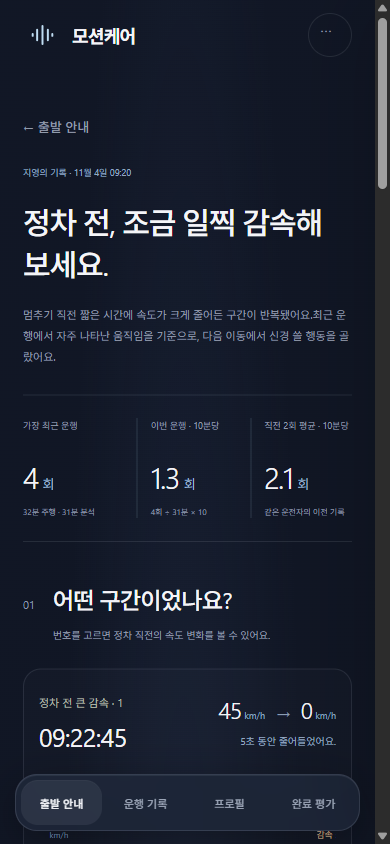 모션케어
...
← 출발 안내
지영의 기록 · 11월 4일 09:20
정차 전, 조금 일찍 감속해
보세요.
멈추기 직전 짧은 시간에 속도가 크게 줄어든 구간이 반복됐어요.최근 운
행에서 자주 나타난 움직임을 기준으로, 다음 이동에서 신경 쓸 행동을 골
랐어요.
가장 최근 운행
이번 운행 · 10분당
직전 2회 평균 · 10분당
4 회
1.3 회
2.1 회
32분 주행 · 31분 분석
4회 ÷ 31분 × 10
같은 운전자의 이전 기록
01 어떤 구간이었나요?
번호를 고르면 정차 직전의 속도 변화를 볼 수 있어요.
정차 전 큰 감속 · 1
09:22:45
45 km/h → 0 km/h
5초 동안 줄어들었어요.
출발 안내
운행 기록
프로필
완료 평가
km/h
감속